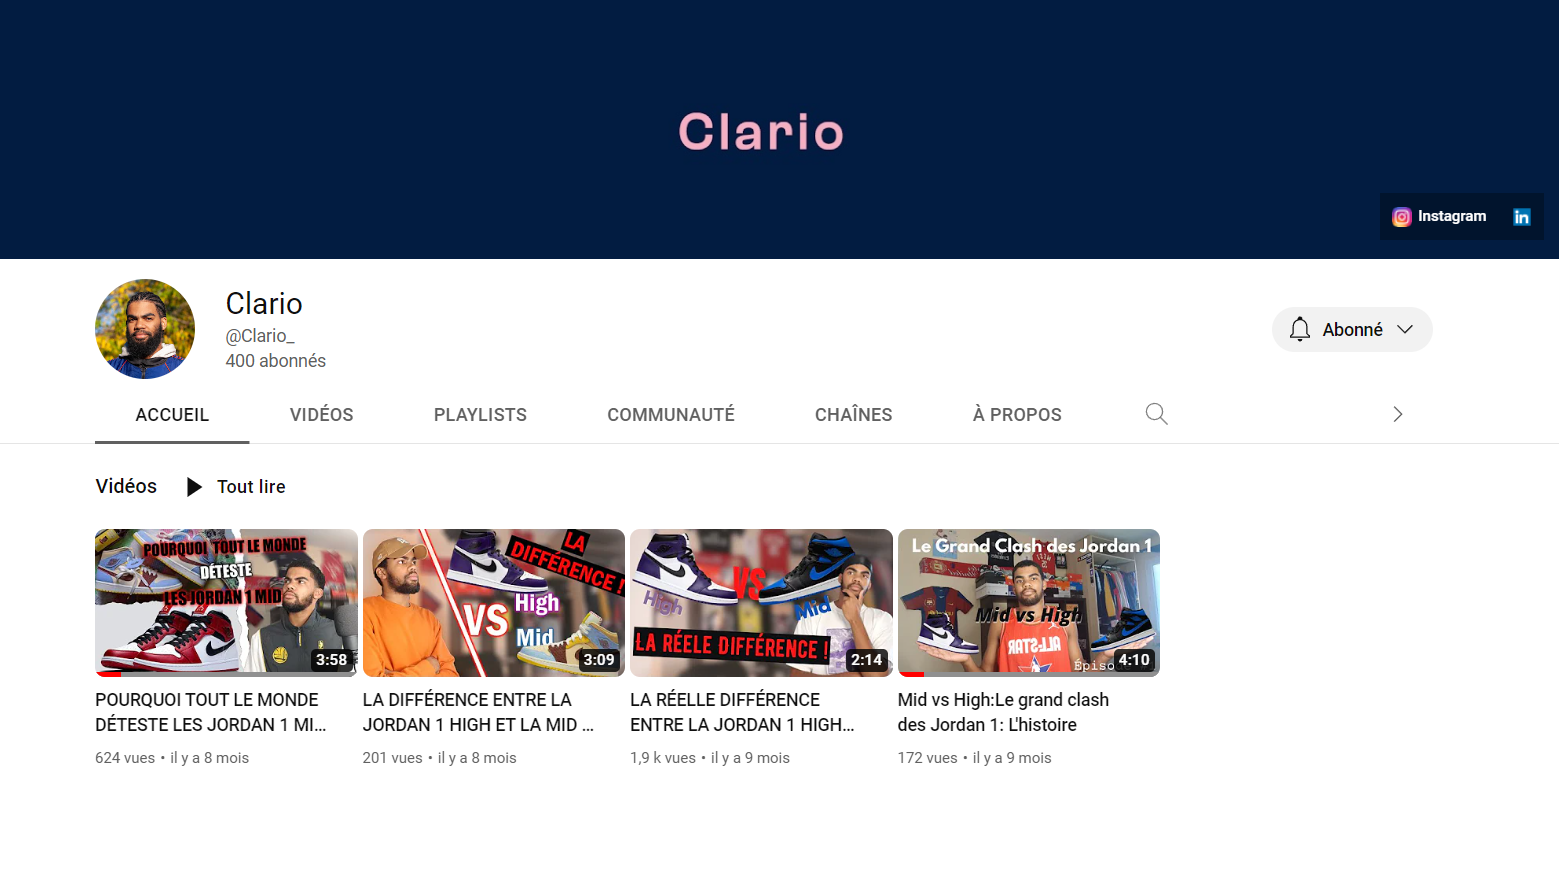 Clario
Instagram
in
Clario
@Clario_
400 abonnés
Abonné
ACCUEIL
VIDÉOS
PLAYLISTS
COMMUNAUTÉ
CHAÎNES
À PROPOS
Vidéos
Tout lire
POURQUOI TOUT LE MONDE
DÉTESTE
LES JORDAN 1 MID
3:58
LA
DIFFÉRENCE !
VS
High
Mid
3:09
VS
High
Mid
LA RÉELE DIFFÉRENCE !
2:14
Le Grand Clash des Jordan 1
Mid vs High
ALL-STAR
Épiso
4:10
POURQUOI TOUT LE MONDE
DÉTESTE LES JORDAN 1 MI...
624 vues • il y a 8 mois
LA DIFFÉRENCE ENTRE LA
JORDAN 1 HIGH ET LA MID ...
201 vues • il y a 8 mois
LA RÉELLE DIFFÉRENCE
ENTRE LA JORDAN 1 HIGH...
1,9 k vues • il y a 9 mois
Mid vs High:Le grand clash
des Jordan 1: L'histoire
172 vues • il y a 9 mois